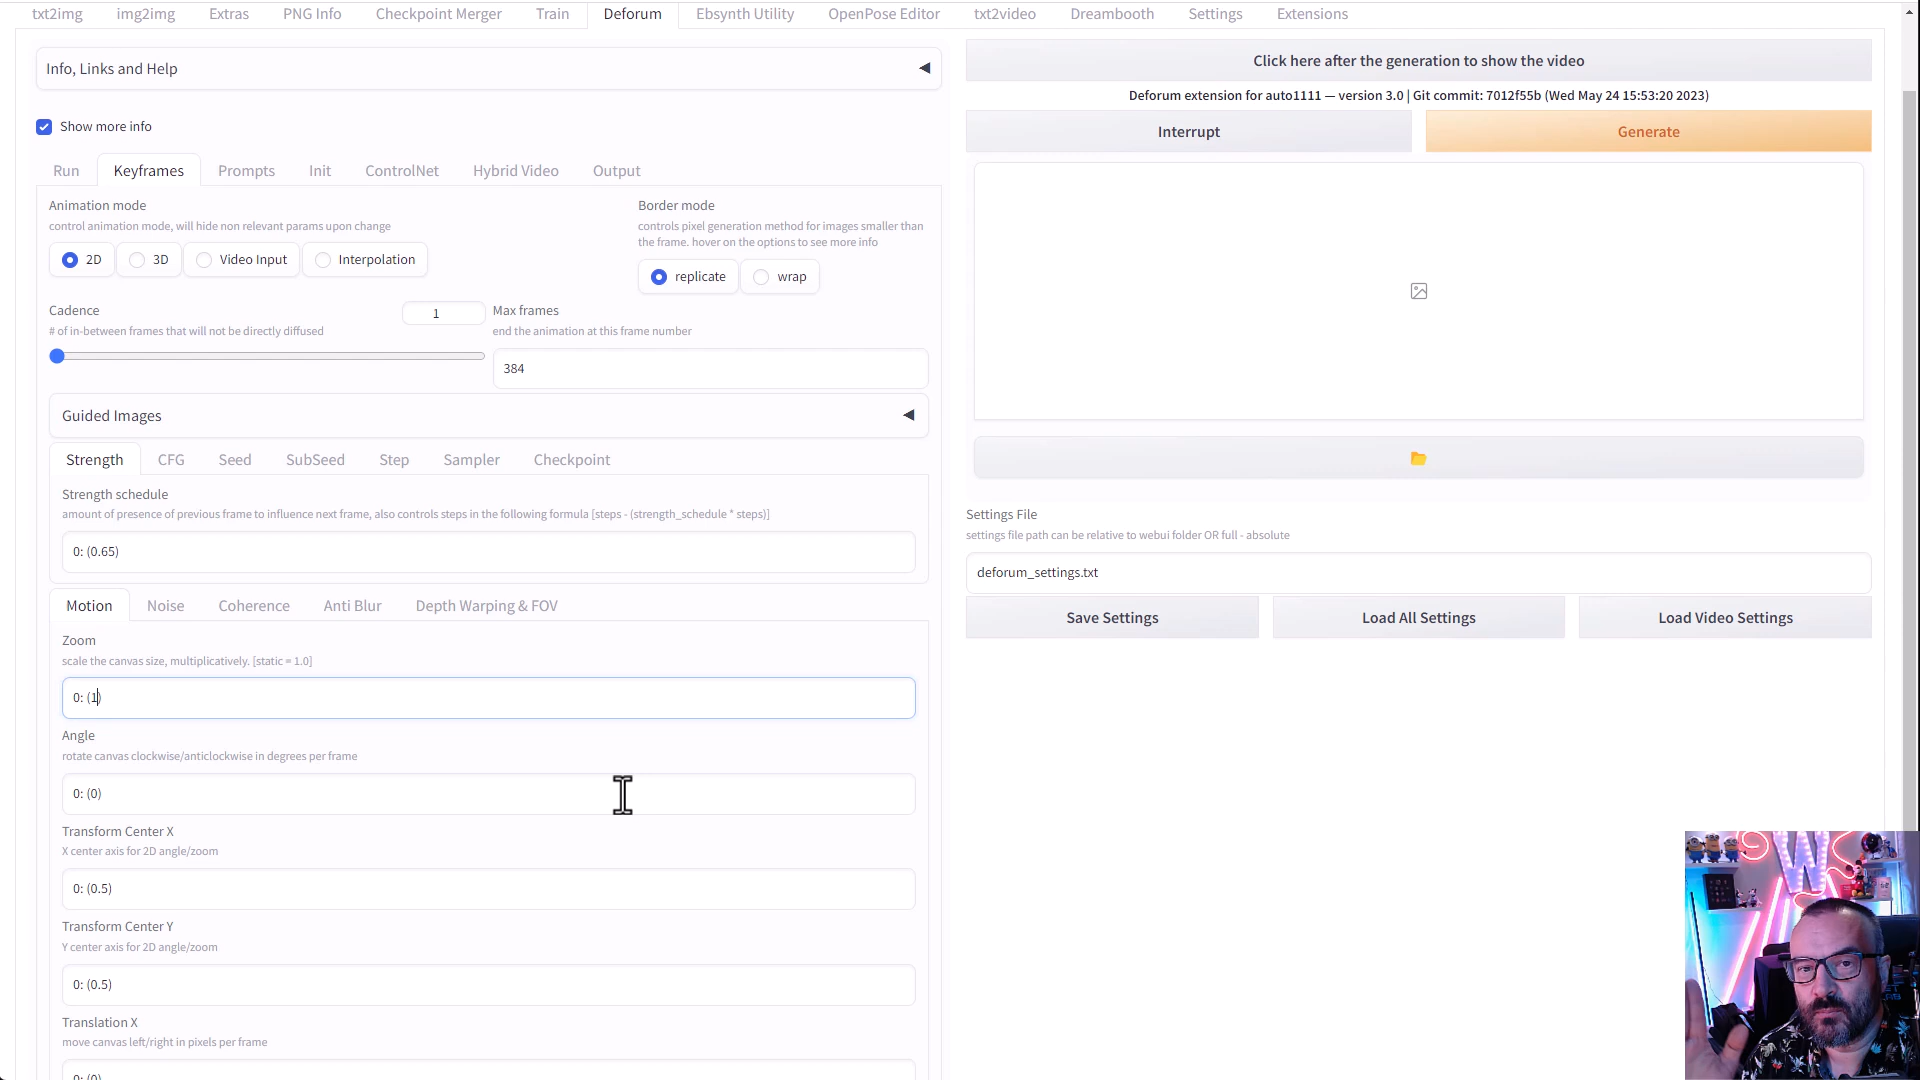 txt2img img2img Extras PNG Info Checkpoint Merger Train Deforum Ebsynth Utility OpenPose Editor txt2video Dreambooth Settings Extensions
Info, Links and Help
Show more info
Run Keyframes Prompts Init ControlNet Hybrid Video Output
Animation mode
control animation mode, will hide non relevant params upon change
2D 3D Video Input Interpolation
Border mode
controls pixel generation method for images smaller than
the frame. hover on the options to see more info
replicate wrap
Cadence
# of in-between frames that will not be directly diffused
1
Max frames
end the animation at this frame number
384
Guided Images
Strength CFG Seed SubSeed Step Sampler Checkpoint
Strength schedule
amount of presence of previous frame to influence next frame, also controls steps in the following formula [steps - (strength_schedule * steps)]
0: (0.65)
Motion Noise Coherence Anti Blur Depth Warping & FOV
Zoom
scale the canvas size, multiplicatively. [static = 1.0]
0: (1)
Angle
rotate canvas clockwise/anticlockwise in degrees per frame
0: (0)
Transform Center X
X center axis for 2D angle/zoom
0: (0.5)
Transform Center Y
Y center axis for 2D angle/zoom
0: (0.5)
Translation X
move canvas left/right in pixels per frame
0: (0)
Click here after the generation to show the video
Deforum extension for auto1111 — version 3.0 | Git commit: 7012f55b (Wed May 24 15:53:20 2023)
Interrupt Generate
Settings File
settings file path can be relative to webui folder OR full - absolute
deforum_settings.txt
Save Settings Load All Settings Load Video Settings
W